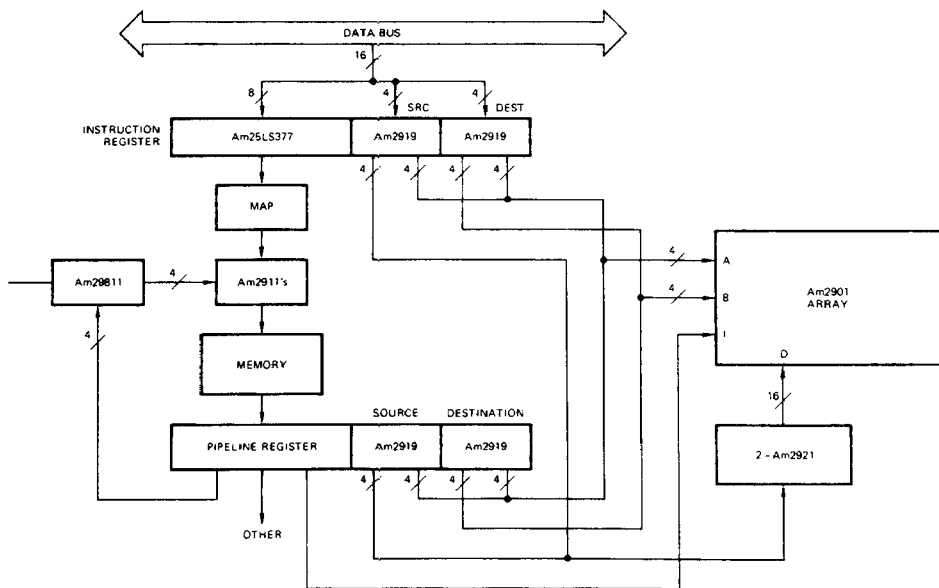 DATA BUS
16
8
4
4
SRC
DEST
INSTRUCTION
REGISTER
Am25LS377
Am2919
Am2919
4
4
4
4
MAP
Am29811
4
Am2911's
4
A
4
B
I
Am2901
ARRAY
D
4
MEMORY
16
SOURCE
DESTINATION
PIPELINE REGISTER
Am2919
Am2919
2 - Am2921
4
4
4
4
OTHER